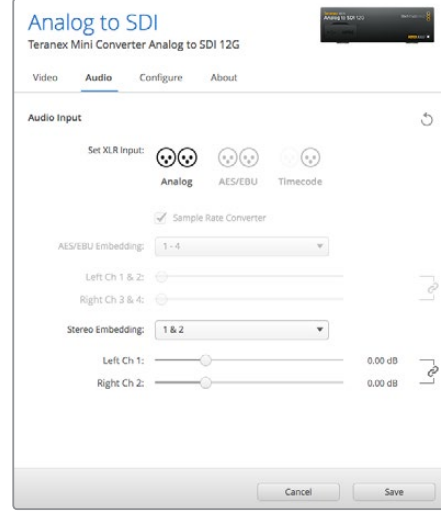 Analog to SDI
Teranex Mini Converter Analog to SDI 12G
Video Audio Configure About
Audio Input
Set XLR Input:
Analog AES/EBU Timecode
Sample Rate Converter
AES/EBU Embedding: 1 - 4
Left Ch 1 & 2:
Right Ch 3 & 4:
Stereo Embedding: 1 & 2
Left Ch 1: 0.00 dB
Right Ch 2: 0.00 dB
Cancel Save